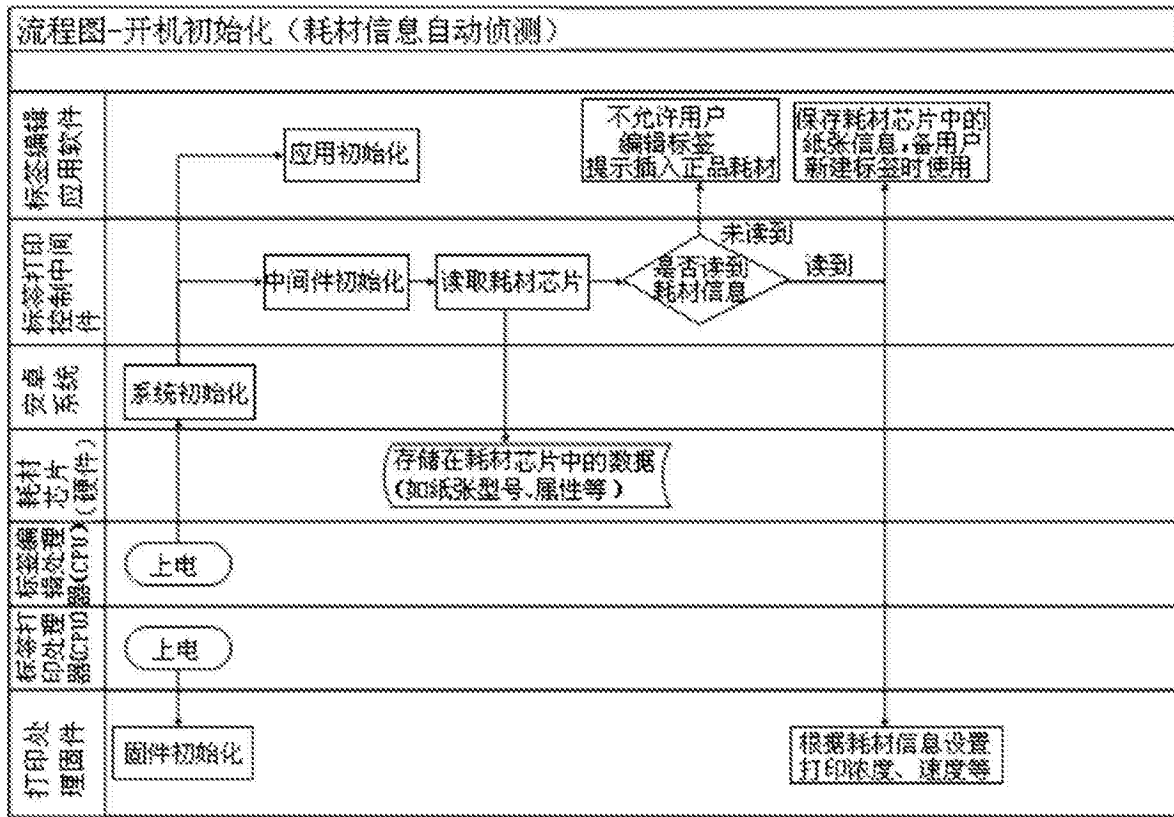 流程图-开机初始化（耗材信息自动侦测）
标签编辑
应用软件
应用初始化
不允许用户
编辑标签
提示插入正品耗材
保存耗材芯片中的
纸张信息,备用户
新建标签时使用
标签打印
控制中间
件
中间件初始化
读取耗材芯片
是否读到
耗材信息
未读到
读到
安卓
系统
系统初始化
耗材
芯片
(硬件)
存储在耗材芯片中的数据
(如纸张型号、属性等)
标签编
辑处理
器(CPU)
上电
标签打
印处理
器(CPU)
上电
打印处
理固件
固件初始化
根据耗材信息设置
打印浓度、速度等